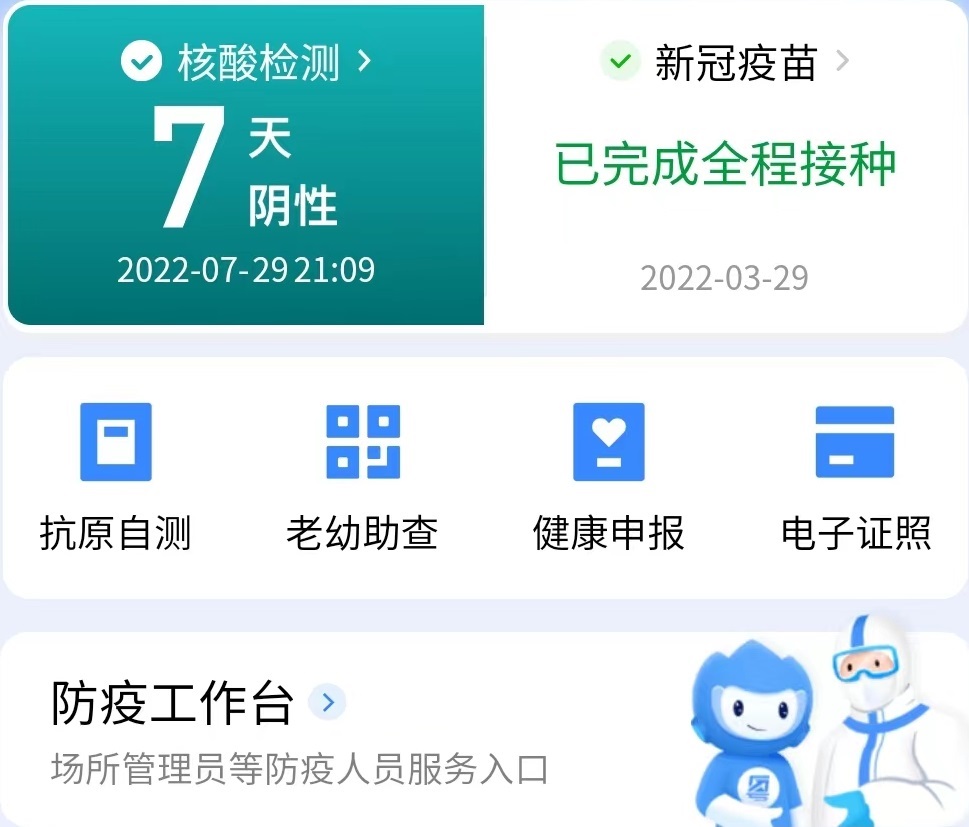 核酸检测
7天
阴性
2022-07-29 21:09
新冠疫苗
已完成全程接种
2022-03-29
抗原自测
老幼助查
健康申报
电子证照
防疫工作台
场所管理员等防疫人员服务入口
粤